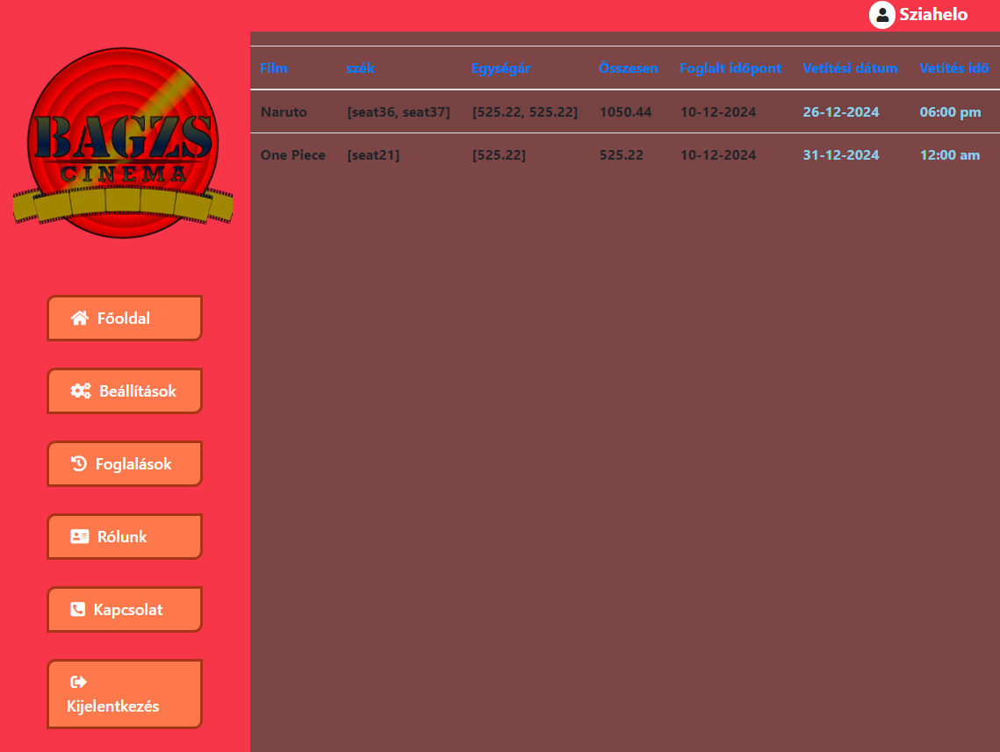 Sziahelo
BAGZS
CINEMA
Főoldal
Beállítások
Foglalások
Rólunk
Kapcsolat
Kijelentkezés
Film szék Egységár Összesen Foglalt időpont Vetítési dátum Vetítés idő
Naruto [seat36, seat37] [525.22, 525.22] 1050.44 10-12-2024 26-12-2024 06:00 pm
One Piece [seat21] [525.22] 525.22 10-12-2024 31-12-2024 12:00 am